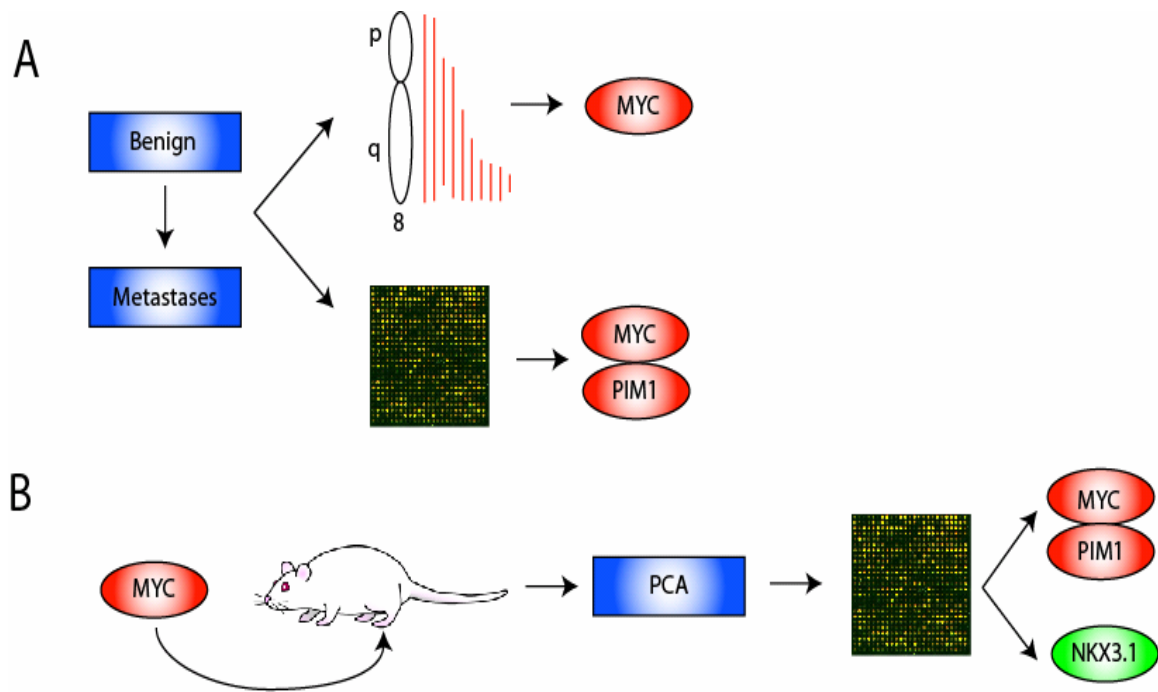 A
p
q
8
Benign
Metastases
MYC
MYC
PIM1
B
MYC
PCA
MYC
PIM1
NKX3.1